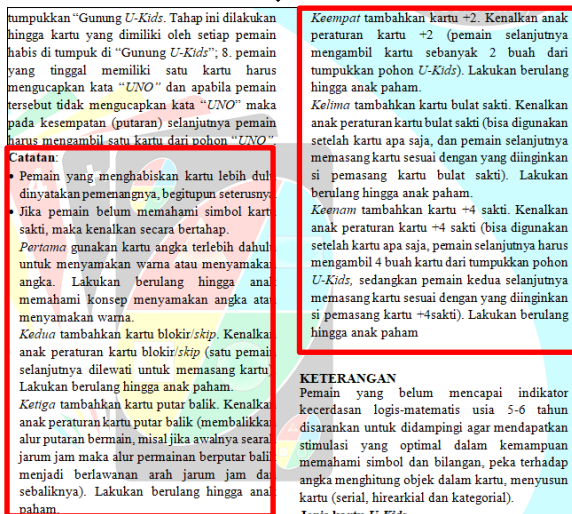 tumpukkan "Gunung U-Kids. Tahap ini dilakukan
hingga kartu yang dimiliki oleh setiap pemain
habis di tumpuk di "Gunung U-Kids"; 8. pemain
yang tinggal memiliki satu kartu harus
mengucapkan kata "UNO" dan apabila pemain
tersebut tidak mengucapkan kata "UNO" maka
pada kesempatan (putaran) selanjutnya pemain
harus mengambil satu kartu dari pohon "UNO".
Catatan:
• Pemain yang menghabiskan kartu lebih dulu
dinyatakan pemenangnya, begitupun seterusnya
• Jika pemain belum memahami simbol kartu
sakti, maka kenalkan secara bertahap.
Pertama gunakan kartu angka terlebih dahulu
untuk menyamakan warna atau menyamakan
angka. Lakukan berulang hingga anak
memahami konsep menyamakan angka atau
menyamakan warna.
Kedua tambahkan kartu blokir/skip. Kenalkan
anak peraturan kartu blokir/skip (satu pemain
selanjutnya dilewati untuk memasang kartu)
Lakukan berulang hingga anak paham.
Ketiga tambahkan kartu putar balik. Kenalkan
anak peraturan kartu putar balik (membalikkan
alur putaran bermain, misal jika awalnya searah
jarum jam maka alur permainan berputar balik
menjadi berlawanan arah jarum jam dan
sebaliknya). Lakukan berulang hingga anak
paham.
Keempat tambahkan kartu +2. Kenalkan anak
peraturan kartu +2 (pemain selanjutnya
mengambil kartu sebanyak 2 buah dari
tumpukkan pohon U-Kids). Lakukan berulang
hingga anak paham.
Kelima tambahkan kartu bulat sakti. Kenalkan
anak peraturan kartu bulat sakti (bisa digunakan
setelah kartu apa saja, dan pemain selanjutnya
memasang kartu sesuai dengan yang diinginkan
si pemasang kartu bulat sakti). Lakukan
berulang hingga anak paham.
Keenam tambahkan kartu +4 sakti. Kenalkan
anak peraturan kartu +4 sakti (bisa digunakan
setelah kartu apa saja, pemain selanjutnya harus
mengambil 4 buah kartu dari tumpukkan pohon
U-Kids, sedangkan pemain kedua selanjutnya
memasang kartu sesuai dengan yang diinginkan
si pemasang kartu +4sakti). Lakukan berulang
hingga anak paham
KETERANGAN
Pemain yang belum mencapai indikator
kecerdasan logis-matematis usia 5-6 tahun
disarankan untuk didampingi agar mendapatkan
stimulasi yang optimal dalam kemampuan
memahami simbol dan bilangan, peka terhadap
angka menghitung objek dalam kartu, menyusun
kartu (serial, hirearkial dan kategorial).
Jenis kartu U-Kids